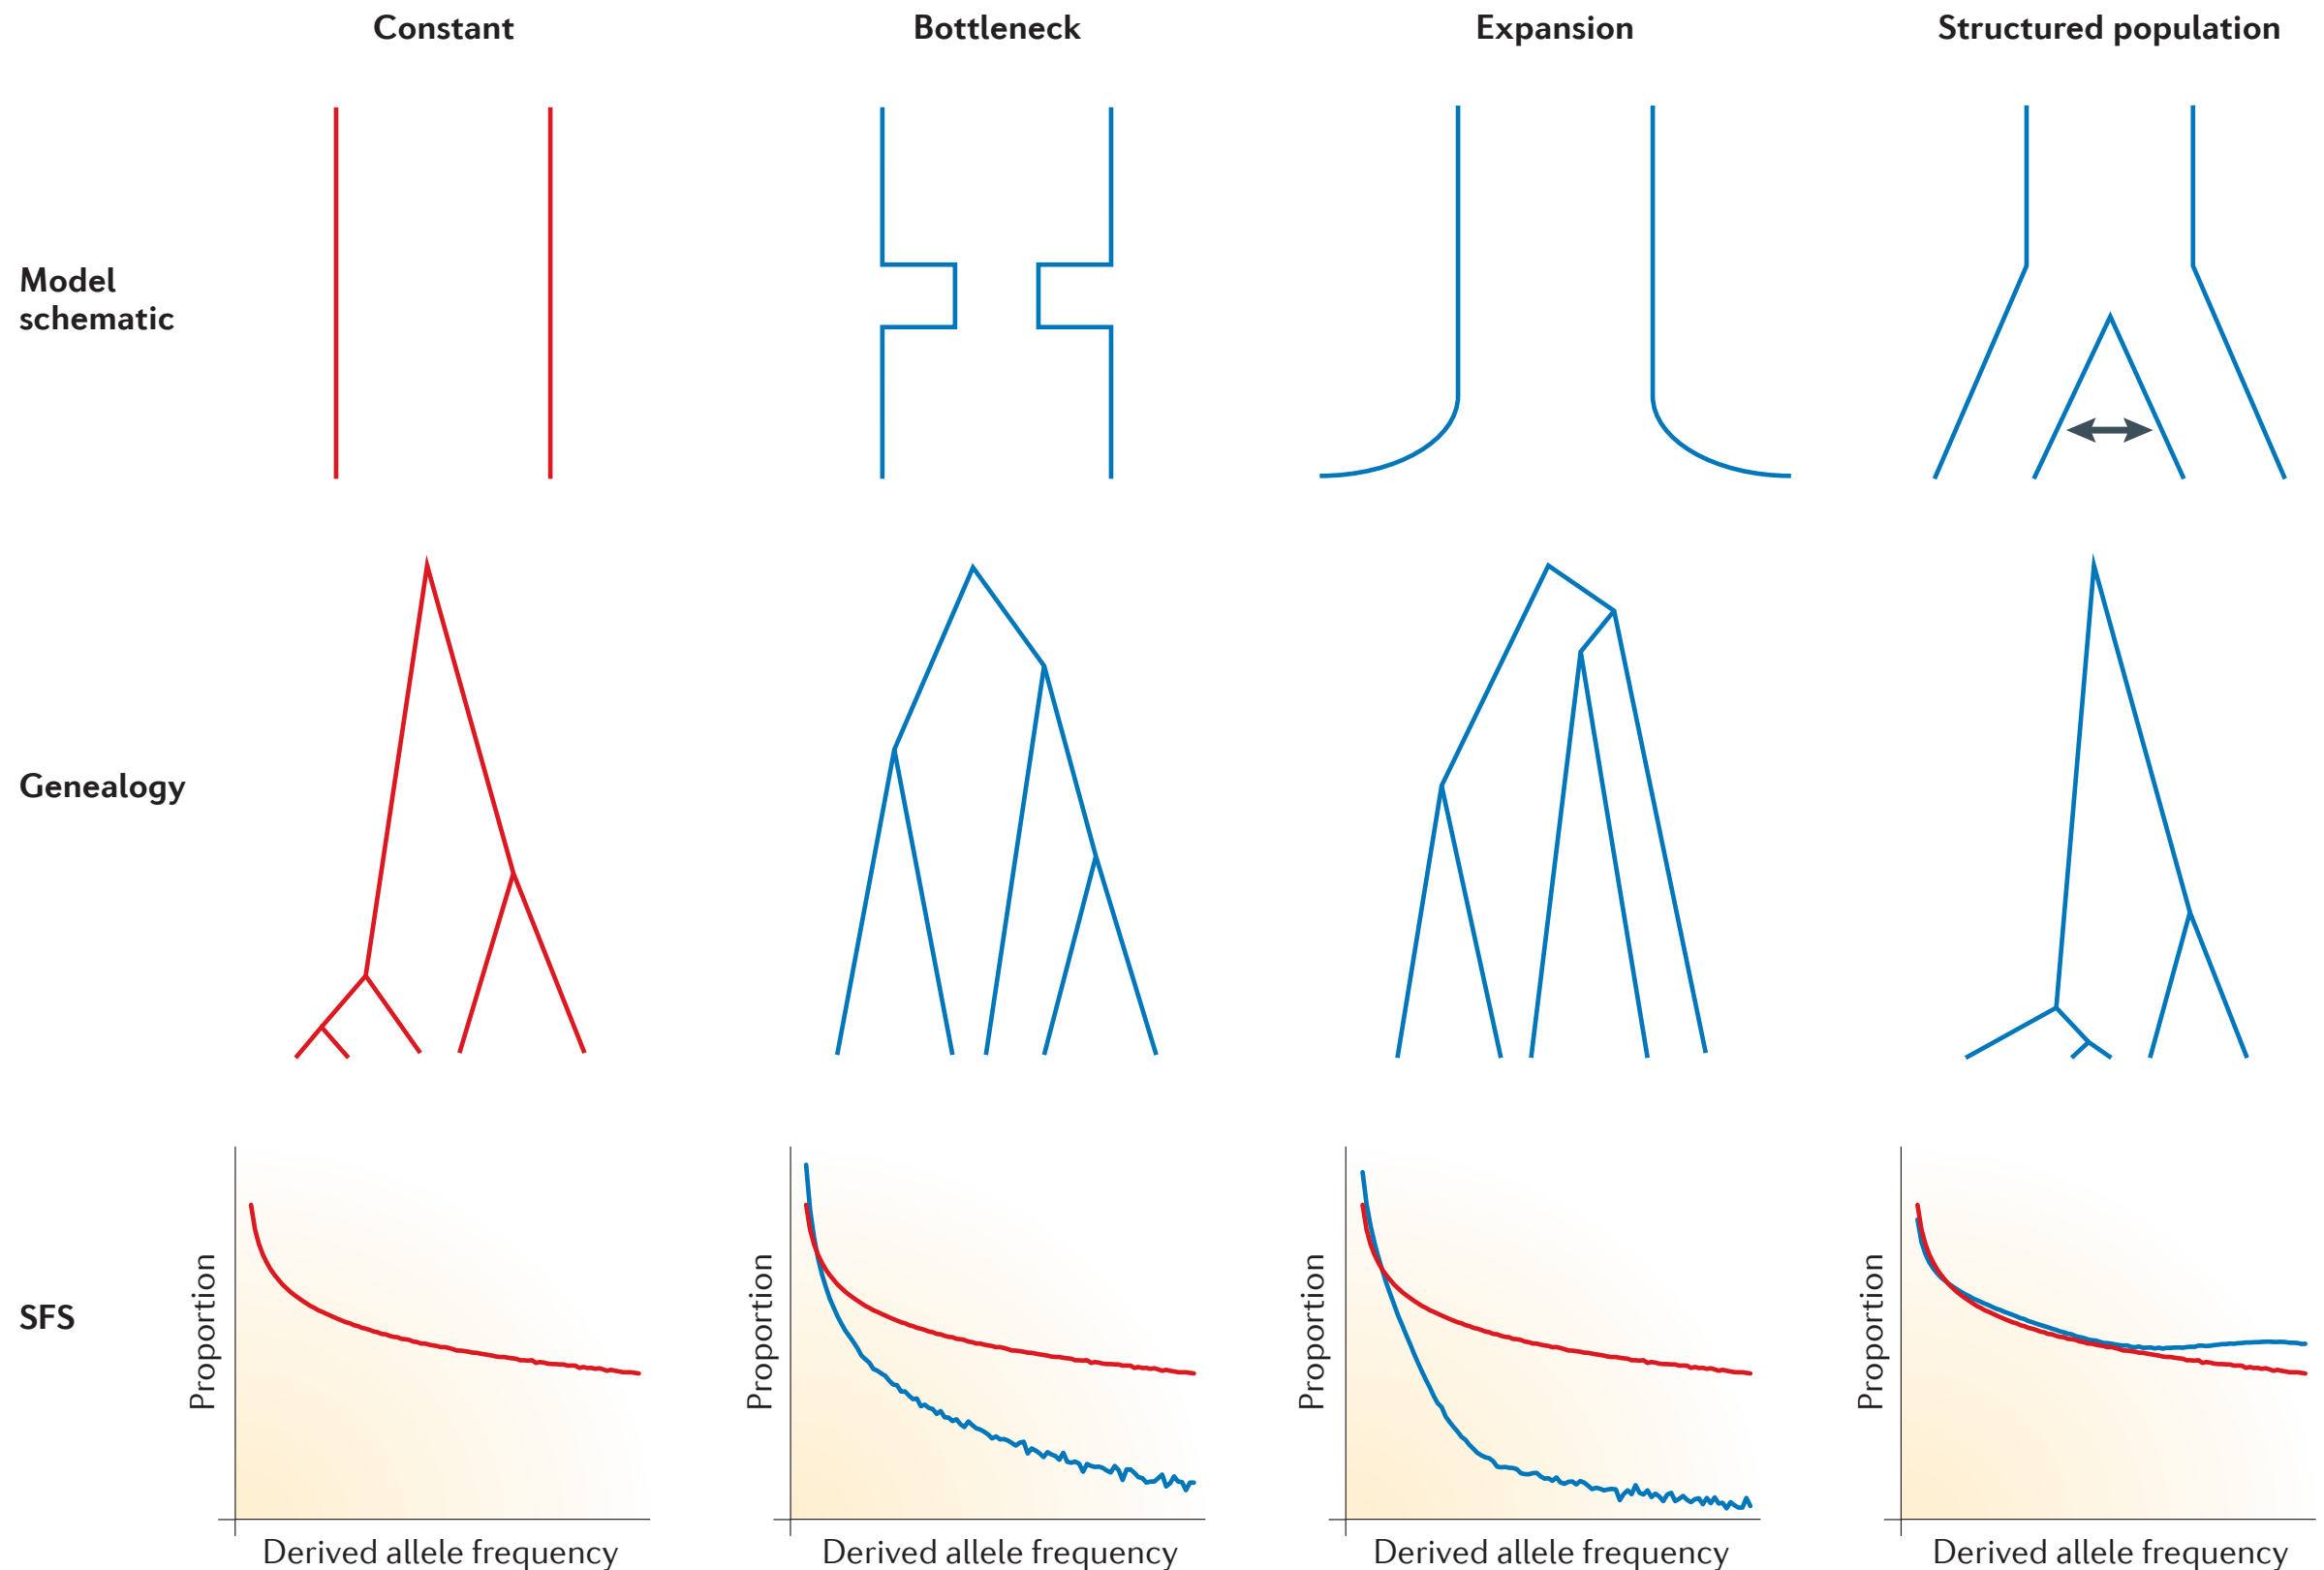 Constant
Bottleneck
Expansion
Structured population
Model
schematic
Genealogy
SFS
Proportion
Derived allele frequency
Proportion
Derived allele frequency
Proportion
Derived allele frequency
Proportion
Derived allele frequency